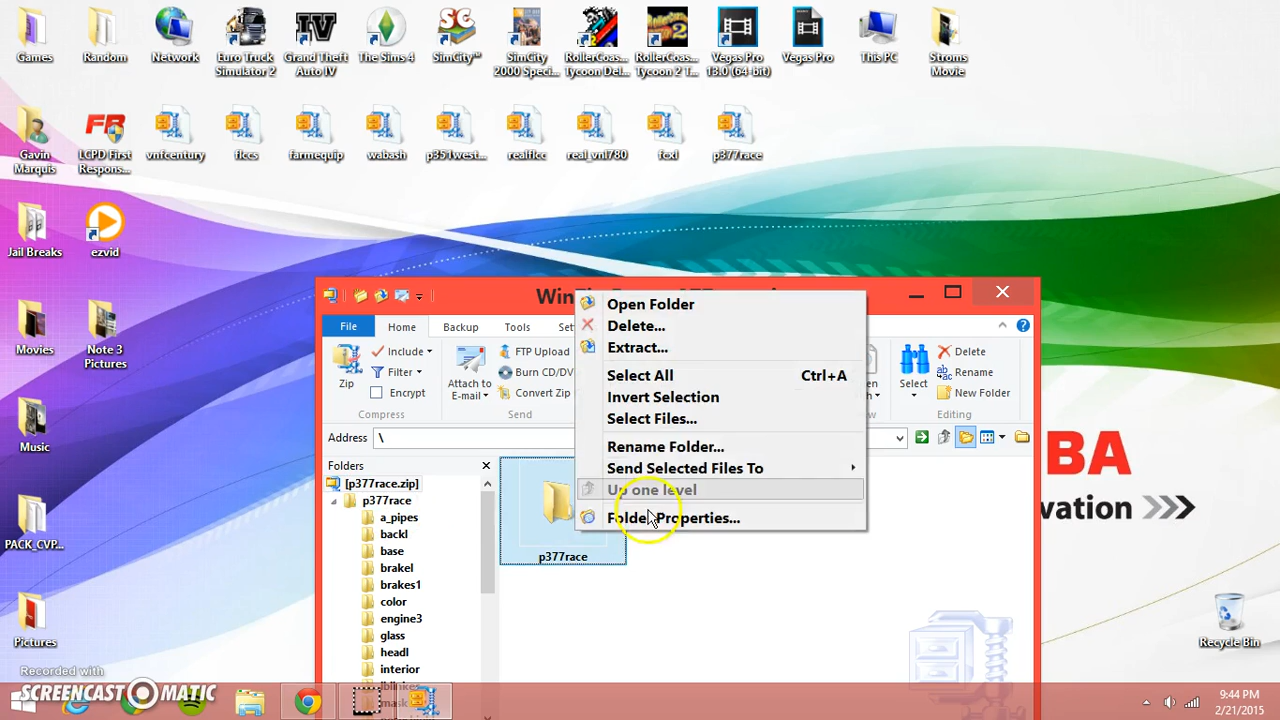 Games
Random
Network
Euro Truck
Simulator 2
Grand Theft
Auto IV
The Sims 4
SimCity™
SimCity
2000 Speci...
RollerCoas...
Tycoon Del...
RollerCoas...
Tycoon 2 T...
Vegas Pro
13.0 (64-bit)
Vegas Pro
This PC
Stroms
Movie
Gavin
Marquis
LCPD First
Respons...
vnfcentury
flccs
farmequip
wabash
p351west...
realflcc
real_vnl780
fcxl
p377race
Jail Breaks
ezvid
Movies
Note 3
Pictures
Music
PACK_CVP...
Pictures
Recycle Bin
BA
ovation
File
Home
Backup
Tools
Set
Zip
Include
Filter
Encrypt
Compress
Attach to
E-mail
FTP Upload
Burn CD/DV
Convert Zip
Send
Select
Delete
Rename
New Folder
Editing
Address
\
Folders
[p377race.zip]
p377race
a_pipes
backl
base
brakel
brakes1
color
engine3
glass
headl
interior
p377race
Open Folder
Delete...
Extract...
Select All Ctrl+A
Invert Selection
Select Files...
Rename Folder...
Send Selected Files To
Up one level
Folder Properties...
Recorded with
SCREENCAST MATIC
9:44 PM
2/21/2015